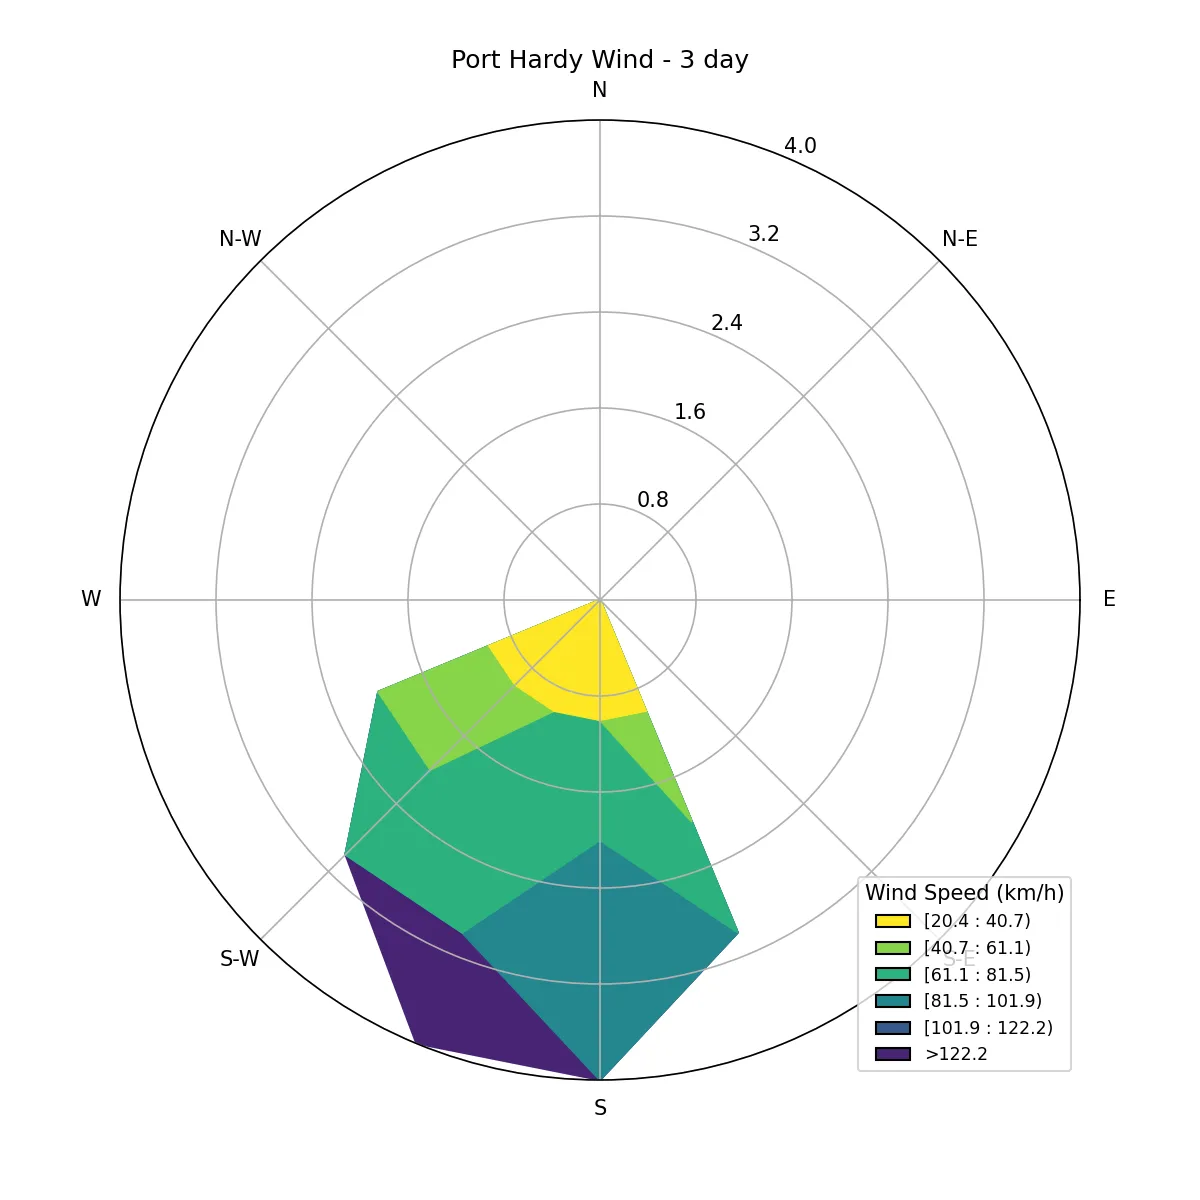 Port Hardy Wind - 3 day
N
4.0
N-W
3.2
N-E
2.4
1.6
0.8
W
E
Wind Speed (km/h)
[20.4 : 40.7)
[40.7 : 61.1)
S-W
S-E
[61.1 : 81.5)
[81.5 : 101.9)
[101.9 : 122.2)
>122.2
S